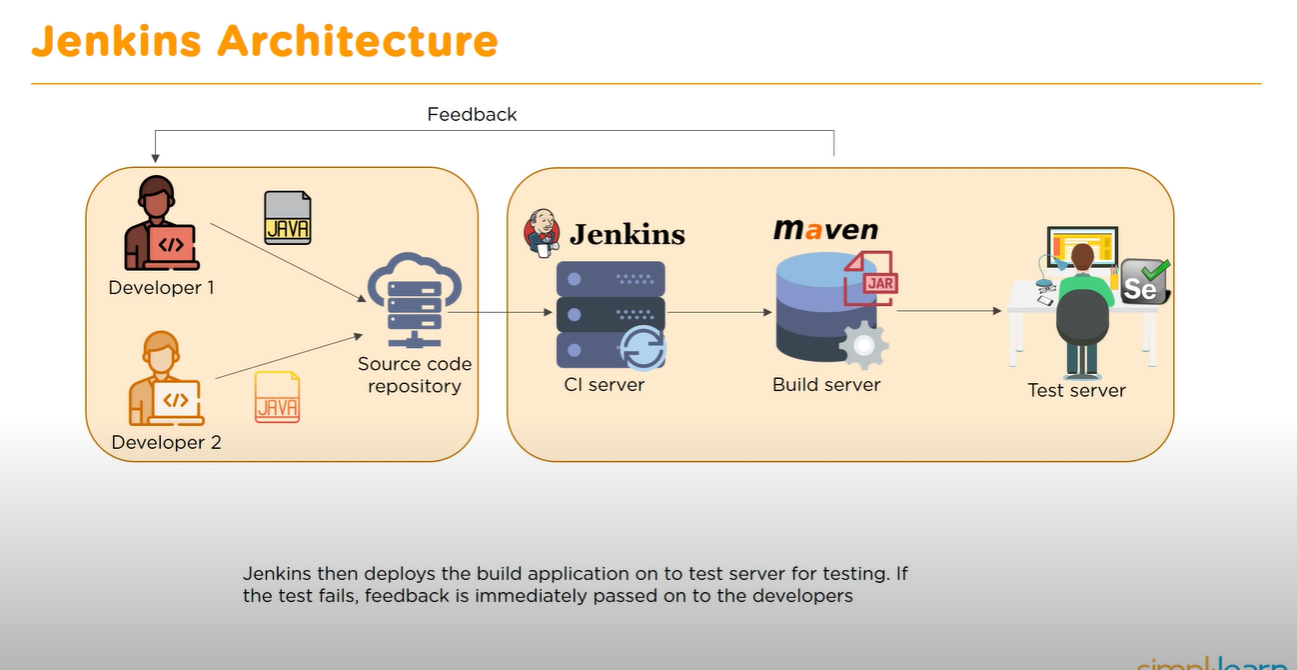 Jenkins Architecture
Feedback
JAVA
Developer 1
JAVA
Developer 2
Source code
repository
Jenkins
CI server
maven
JAR
Build server
Se
Test server
Jenkins then deploys the build application on to test server for testing. If
the test fails, feedback is immediately passed on to the developers
simplilearn